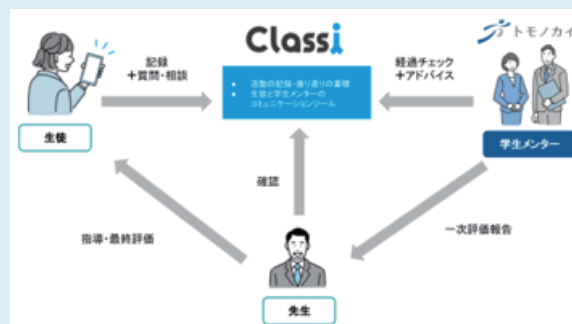 Classi
トモノカイ
記録
+質問・相談
● 活動の記録・振り返りの蓄積
● 生徒と学生メンターの
コミュニケーションツール
経過チェック
+アドバイス
生徒
学生メンター
確認
指導・最終評価
一次評価報告
先生